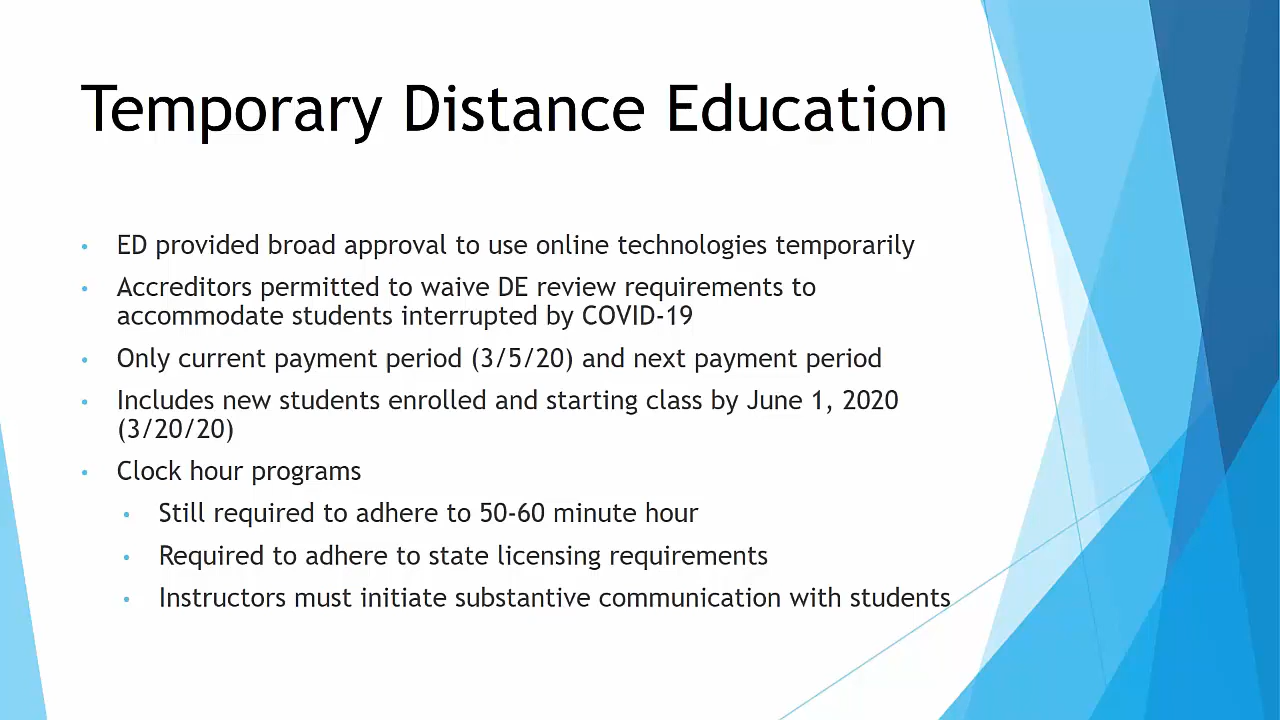 Temporary Distance Education
• ED provided broad approval to use online technologies temporarily
• Accreditors permitted to waive DE review requirements to
accommodate students interrupted by COVID-19
• Only current payment period (3/5/20) and next payment period
• Includes new students enrolled and starting class by June 1, 2020
(3/20/20)
• Clock hour programs
• Still required to adhere to 50-60 minute hour
• Required to adhere to state licensing requirements
• Instructors must initiate substantive communication with students